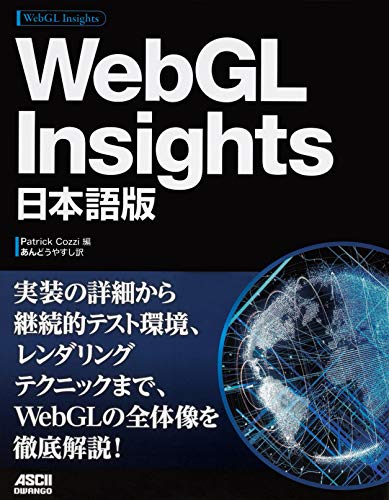 WebGL Insights
WebGL
Insights
日本語版
Patrick Cozzi 編
あんどうやすし訳
実装の詳細から
継続的テスト環境、
レンダリング
テクニックまで、
WebGLの全体像を
徹底解説！
ASCII
DWANGO